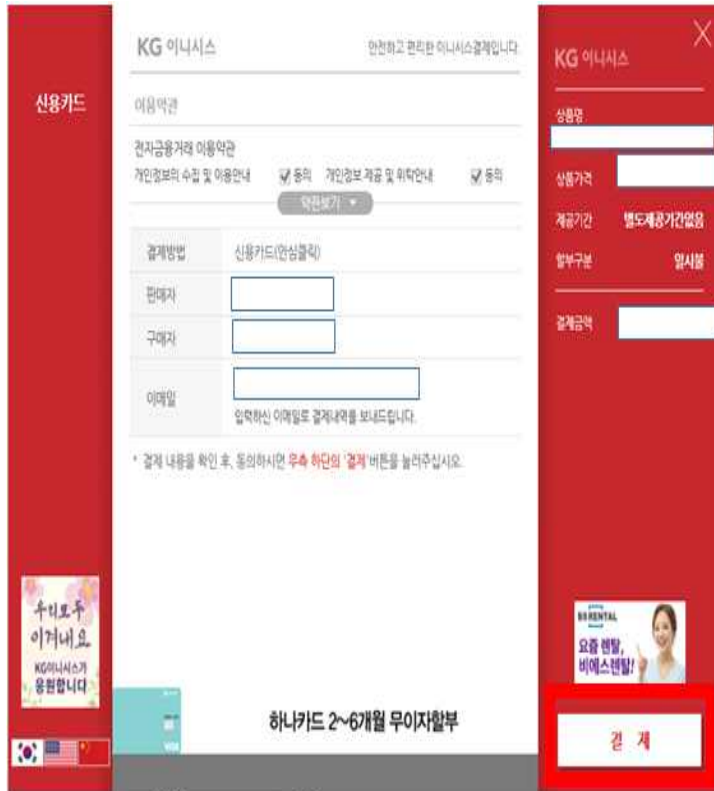 신용카드
우리모두
이겨내요
KG이니시스가
응원합니다
KG 이니시스
안전하고 편리한 이니시스결제입니다.
이용약관
전자금융거래 이용약관
개인정보의 수집 및 이용안내 동의 개인정보 제공 및 위탁안내 동의
약관보기
결제방법 신용카드(안심클릭)
판매자
구매자
이메일
입력하신 이메일로 결제내역을 보내드립니다.
* 결제 내용을 확인 후, 동의하시면 우측 하단의 '결제'버튼을 눌러주십시오.
하나카드 2~6개월 무이자할부
KG 이니시스
상품명
상품가격
제공기간 별도제공기간없음
할부구분 일시불
결제금액
BS RENTAL
요즘 렌탈,
비에스렌탈!
결 제